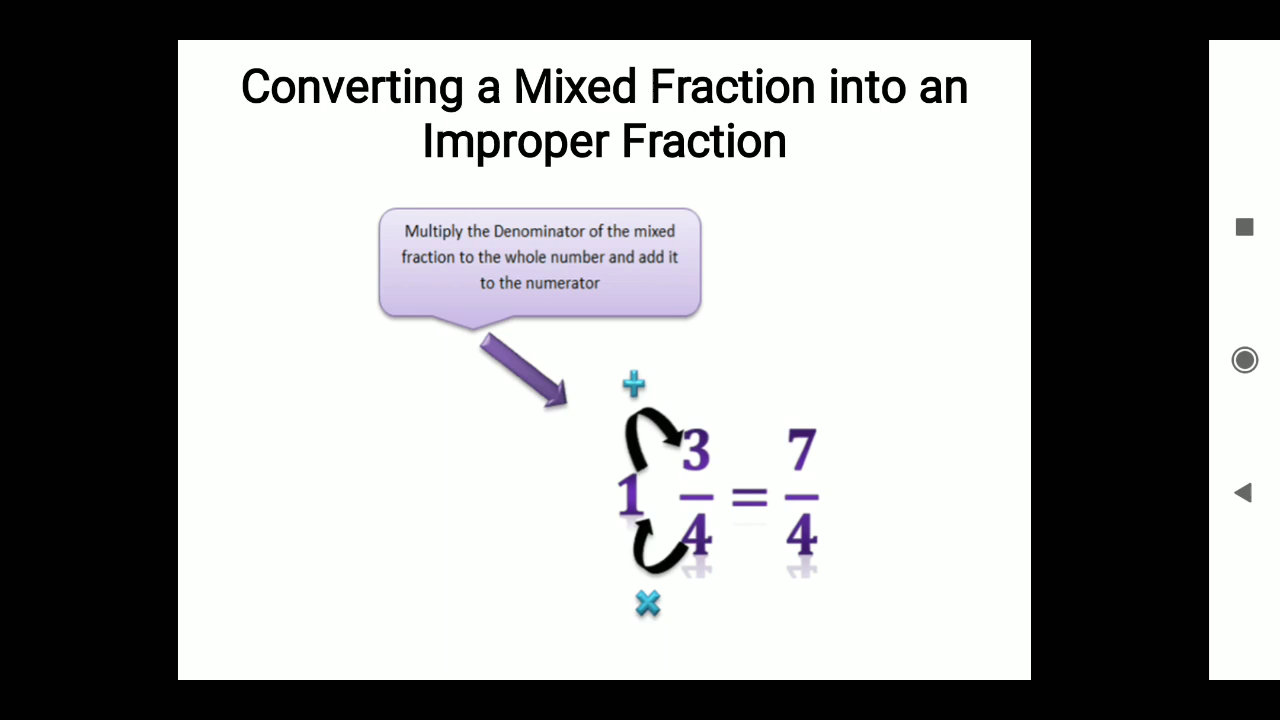 Converting a Mixed Fraction into an
Improper Fraction
Multiply the Denominator of the mixed
fraction to the whole number and add it
to the numerator
+
1 3/4 = 7/4
×